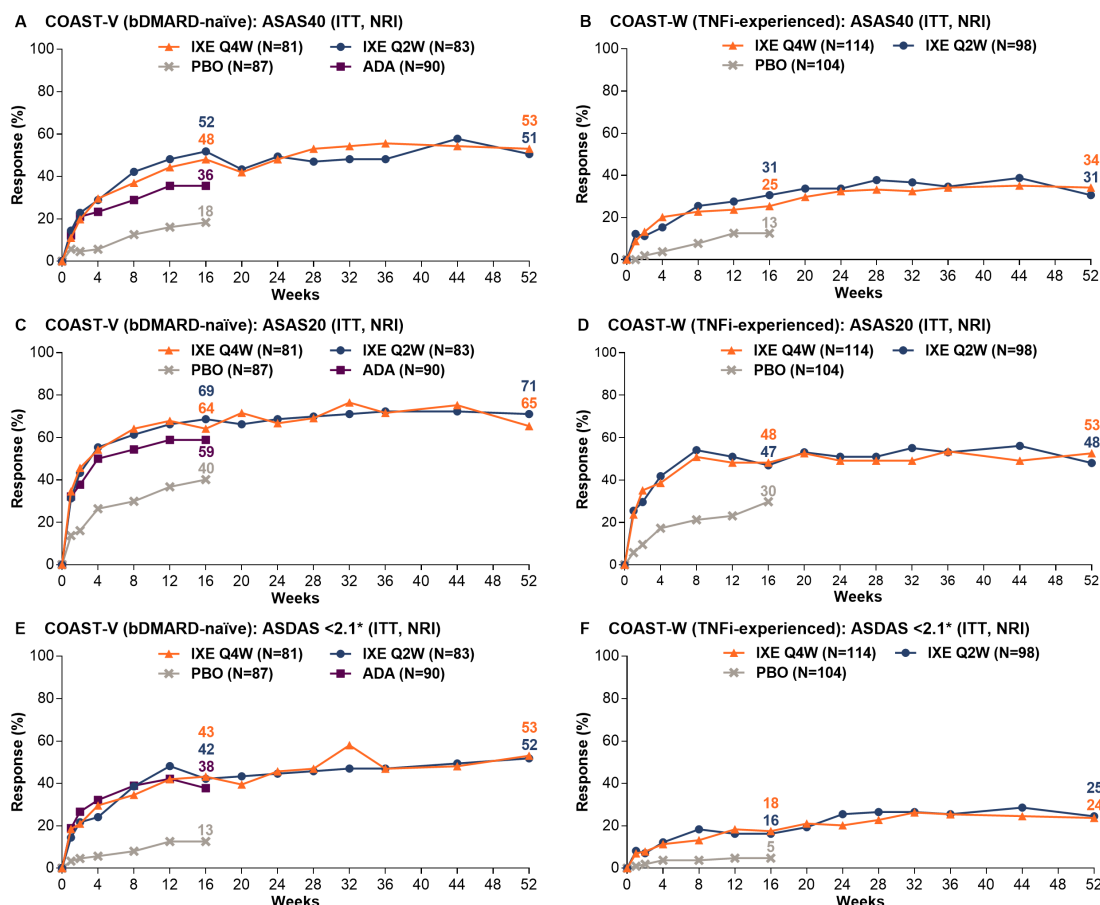 A COAST-V (bDMARD-naïve): ASAS40 (ITT, NRI)
IXE Q4W (N=81) IXE Q2W (N=83)
PBO (N=87) ADA (N=90)
Response (%)
100
80
60
40
20
0
52
48
36
18
53
51
0 4 8 12 16 20 24 28 32 36 40 44 48 52
Weeks
B COAST-W (TNFi-experienced): ASAS40 (ITT, NRI)
IXE Q4W (N=114) IXE Q2W (N=98)
PBO (N=104)
Response (%)
100
80
60
40
20
0
31
25
13
34
31
0 4 8 12 16 20 24 28 32 36 40 44 48 52
Weeks
C COAST-V (bDMARD-naïve): ASAS20 (ITT, NRI)
IXE Q4W (N=81) IXE Q2W (N=83)
PBO (N=87) ADA (N=90)
Response (%)
100
80
60
40
20
0
69
64
59
40
71
65
0 4 8 12 16 20 24 28 32 36 40 44 48 52
Weeks
D COAST-W (TNFi-experienced): ASAS20 (ITT, NRI)
IXE Q4W (N=114) IXE Q2W (N=98)
PBO (N=104)
Response (%)
100
80
60
40
20
0
48
47
30
53
48
0 4 8 12 16 20 24 28 32 36 40 44 48 52
Weeks
E COAST-V (bDMARD-naïve): ASDAS <2.1* (ITT, NRI)
IXE Q4W (N=81) IXE Q2W (N=83)
PBO (N=87) ADA (N=90)
Response (%)
100
80
60
40
20
0
43
42
38
13
53
52
0 4 8 12 16 20 24 28 32 36 40 44 48 52
Weeks
F COAST-W (TNFi-experienced): ASDAS <2.1* (ITT, NRI)
IXE Q4W (N=114) IXE Q2W (N=98)
PBO (N=104)
Response (%)
100
80
60
40
20
0
18
16
5
25
24
0 4 8 12 16 20 24 28 32 36 40 44 48 52
Weeks